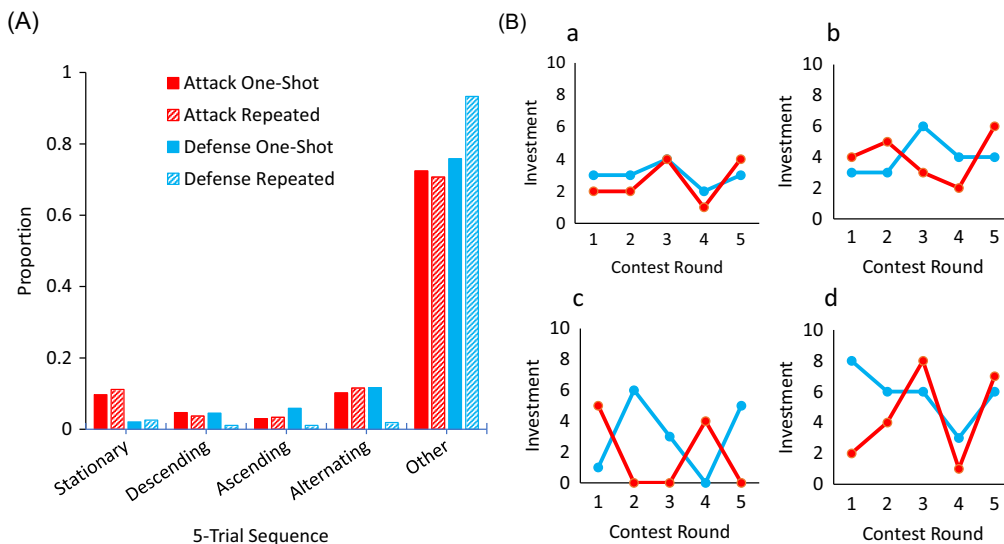 (A)
1
0.8
0.6
0.4
0.2
0
Proportion
Attack One-Shot
Attack Repeated
Defense One-Shot
Defense Repeated
Stationary
Descending
Ascending
Alternating
Other
5-Trial Sequence
(B)
a
10
8
6
4
2
0
Investment
1 2 3 4 5
Contest Round
b
10
8
6
4
2
0
Investment
1 2 3 4 5
Contest Round
c
10
8
6
4
2
0
Investment
1 2 3 4 5
Contest Round
d
10
8
6
4
2
0
Investment
1 2 3 4 5
Contest Round